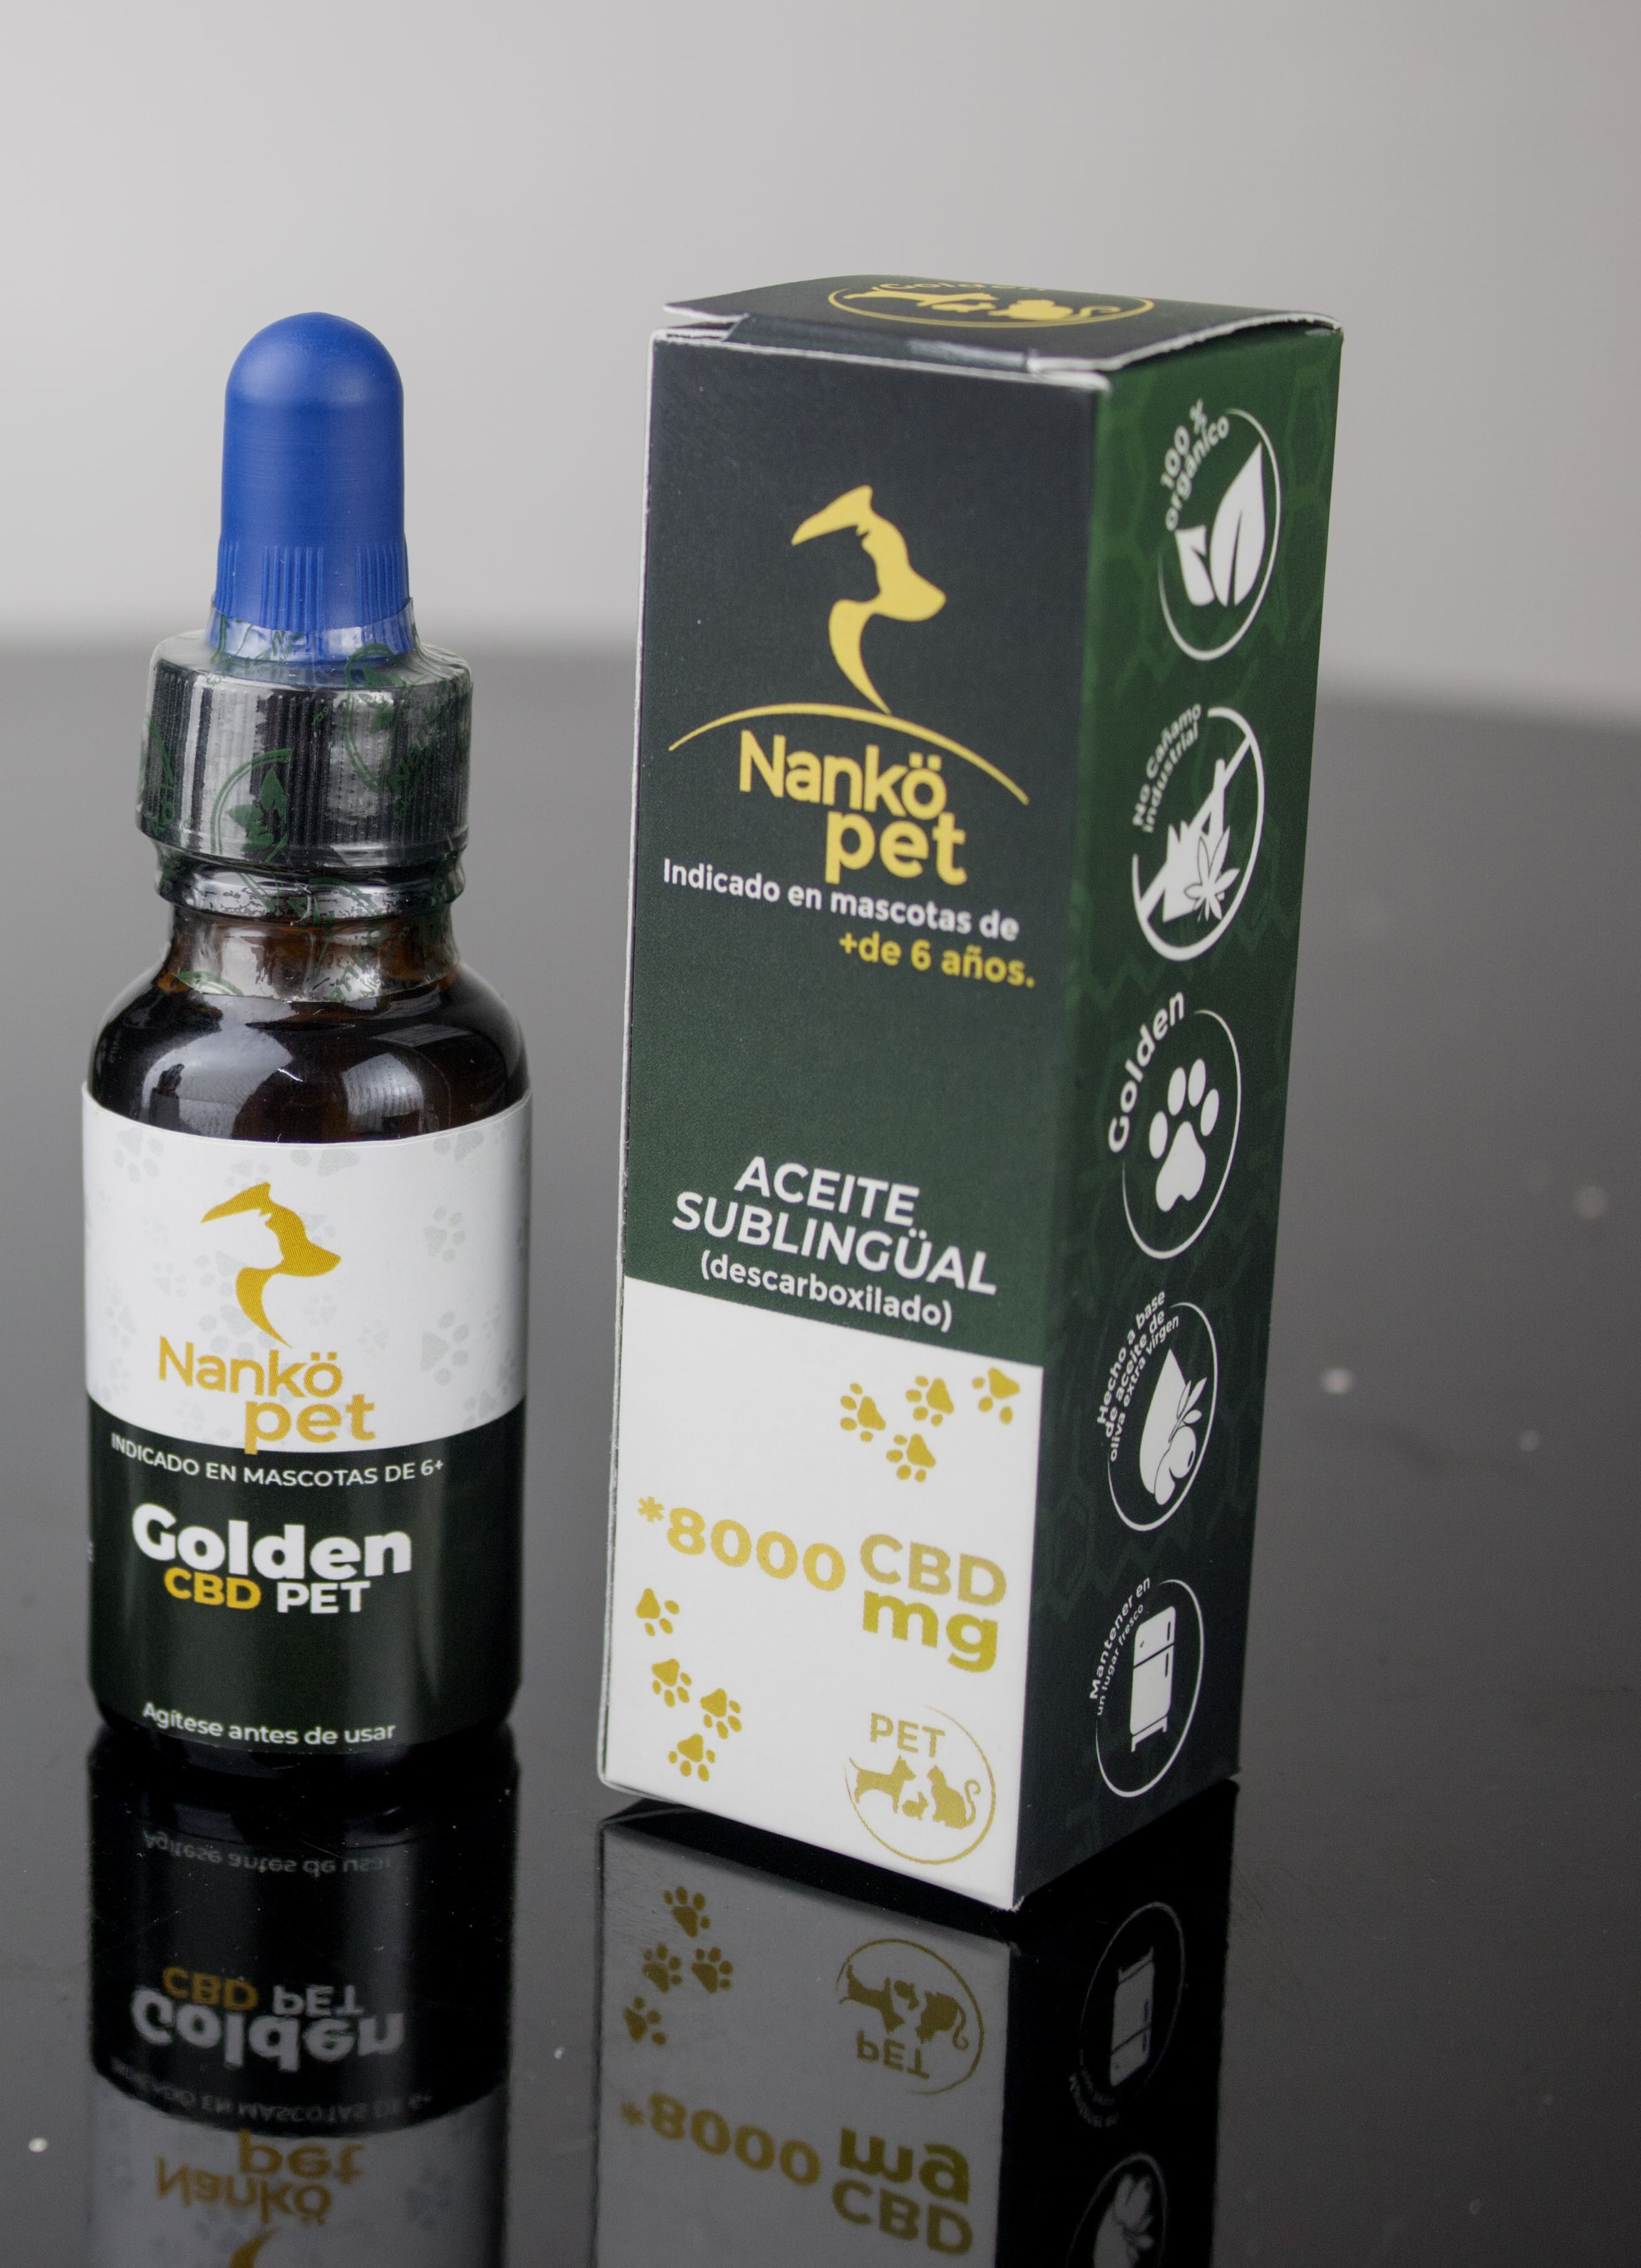 Nankö
pet
INDICADO EN MASCOTAS DE 6+
Golden
CBD PET
Agítese antes de usar
Golden
Nankö
pet
Indicado en mascotas de
+de 6 años.
ACEITE
SUBLINGÜAL
(descarboxilado)
*8000 CBD
mg
PET
100 %
orgánico
No Cañamo
industrial
Golden
Hecho a base
de aceite de
oliva extra virgen
Mantener en
un lugar fresco